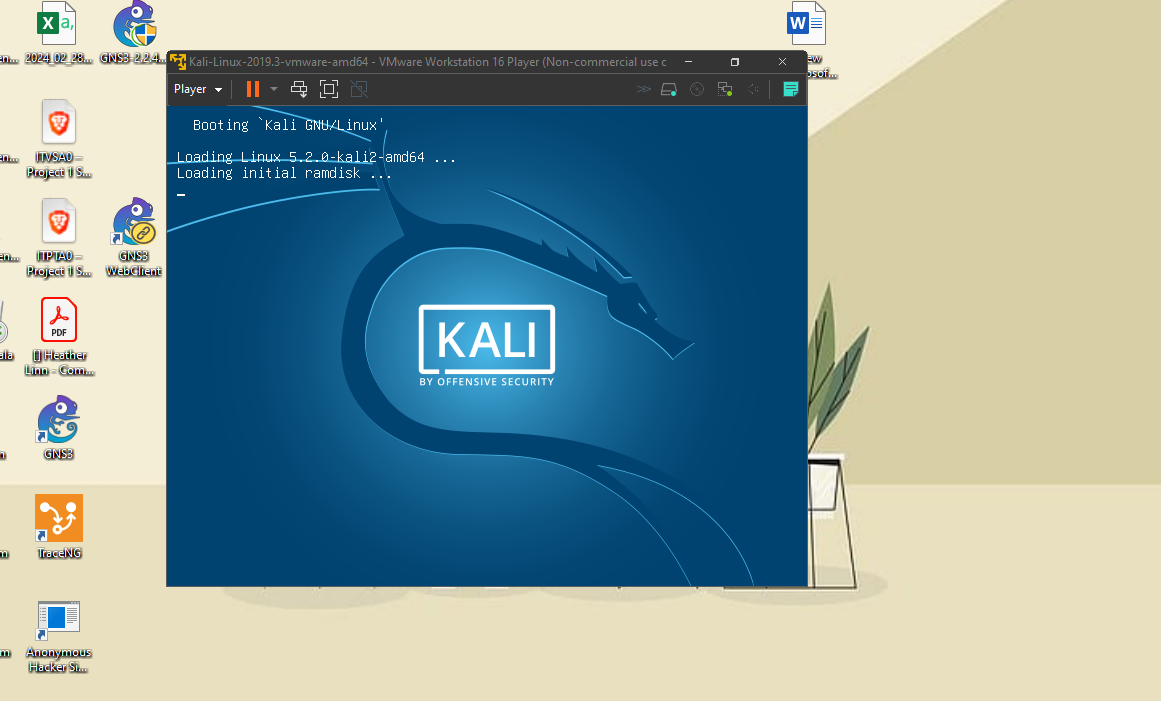 2024_02_28...
GNS3-2.2.4...
Kali-Linux-2019.3-vmware-amd64 - VMware Workstation 16 Player (Non-commercial use c
Player
Booting `Kali GNU/Linux'
Loading Linux 5.2.0-kali2-amd64 ...
Loading initial ramdisk ...
KALI
BY OFFENSIVE SECURITY
ITVSA0 –
Project 1 S...
ITPTA0 –
Project 1 S...
GNS3
WebClient
PDF
[] Heather
Linn - Com...
GNS3
TraceNG
Anonymous
Hacker Si...